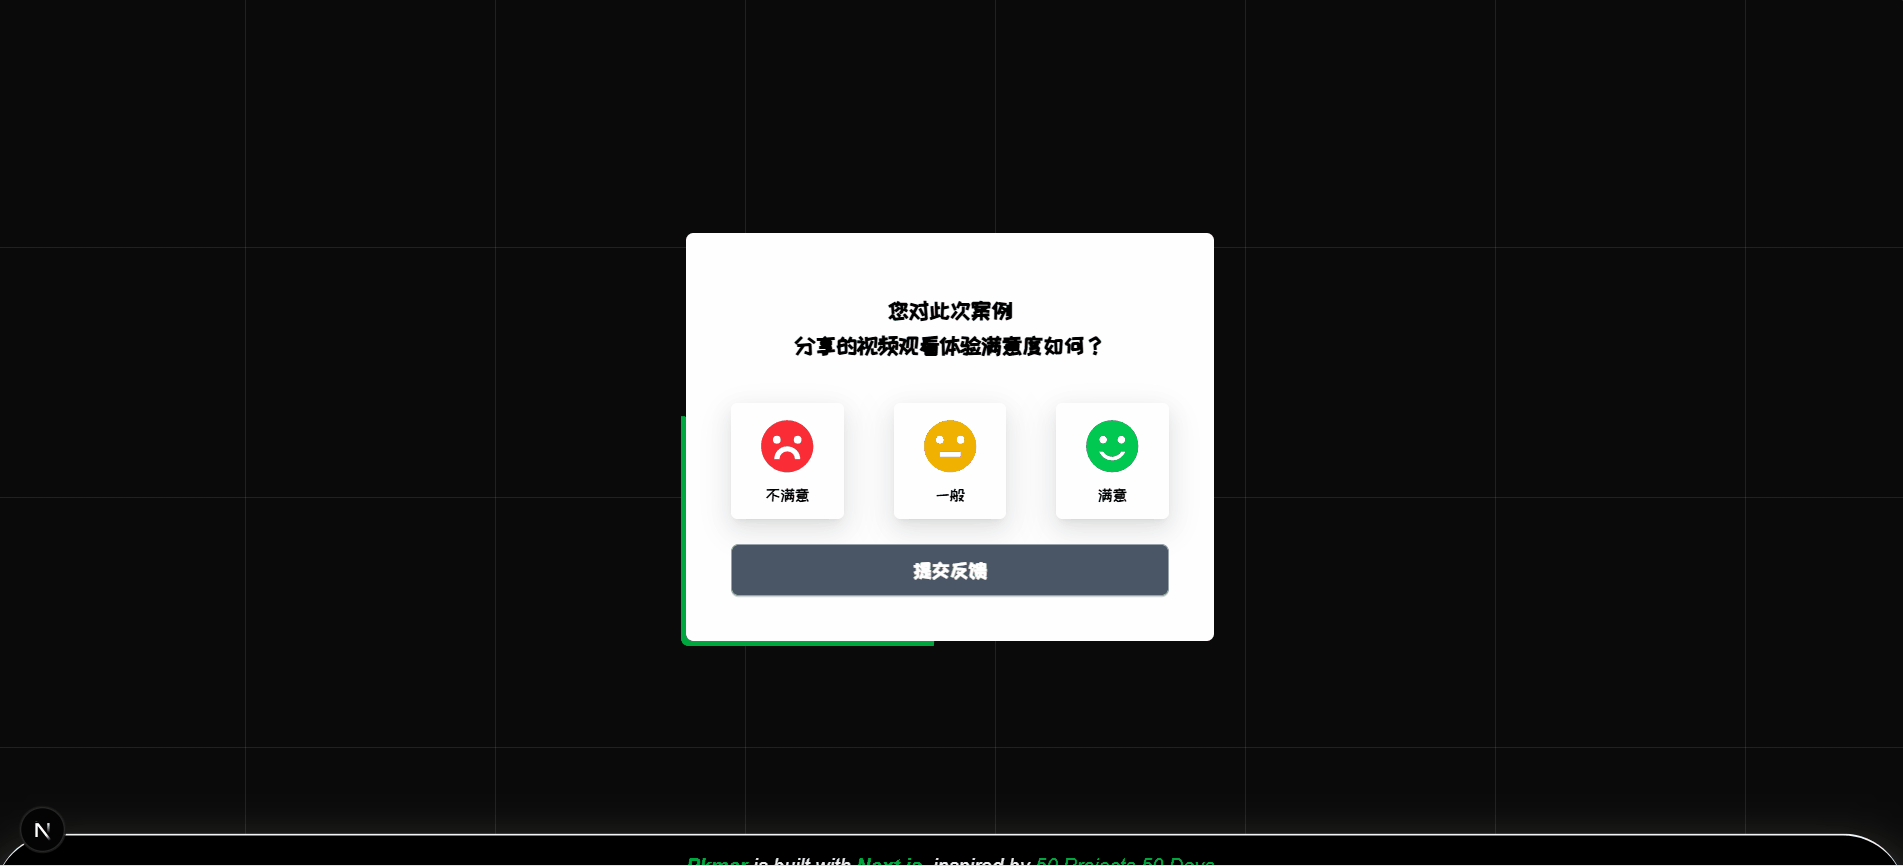 您对此次案例
分享的视频观看体验满意度如何？
不满意
一般
满意
提交反馈
N
Pkmer is built with Next.js, inspired by 50 Projects 50 Days